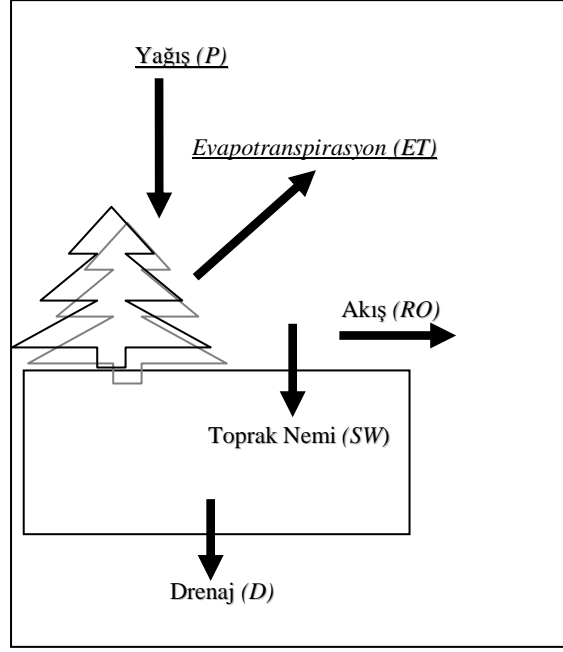 Yağış (P)
Evapotranspirasyon (ET)
Akış (RO)
Toprak Nemi (SW)
Drenaj (D)